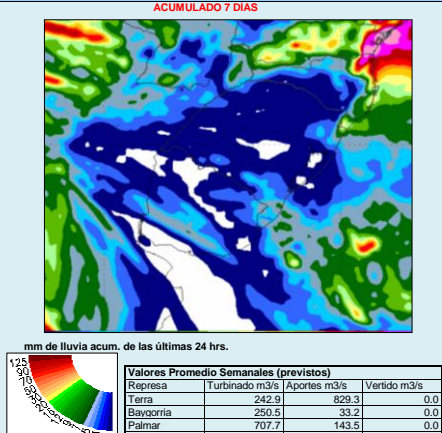 ACUMULADO 7 DÍAS
mm de lluvia acum. de las últimas 24 hrs.
125
90
70
Valores Promedio Semanales (previstos)
Represa Turbinado m3/s Aportes m3/s Vertido m3/s
Terra 242.9 829.3 0.0
Baygorria 250.5 33.2 0.0
Palmar 707.7 143.5 0.0